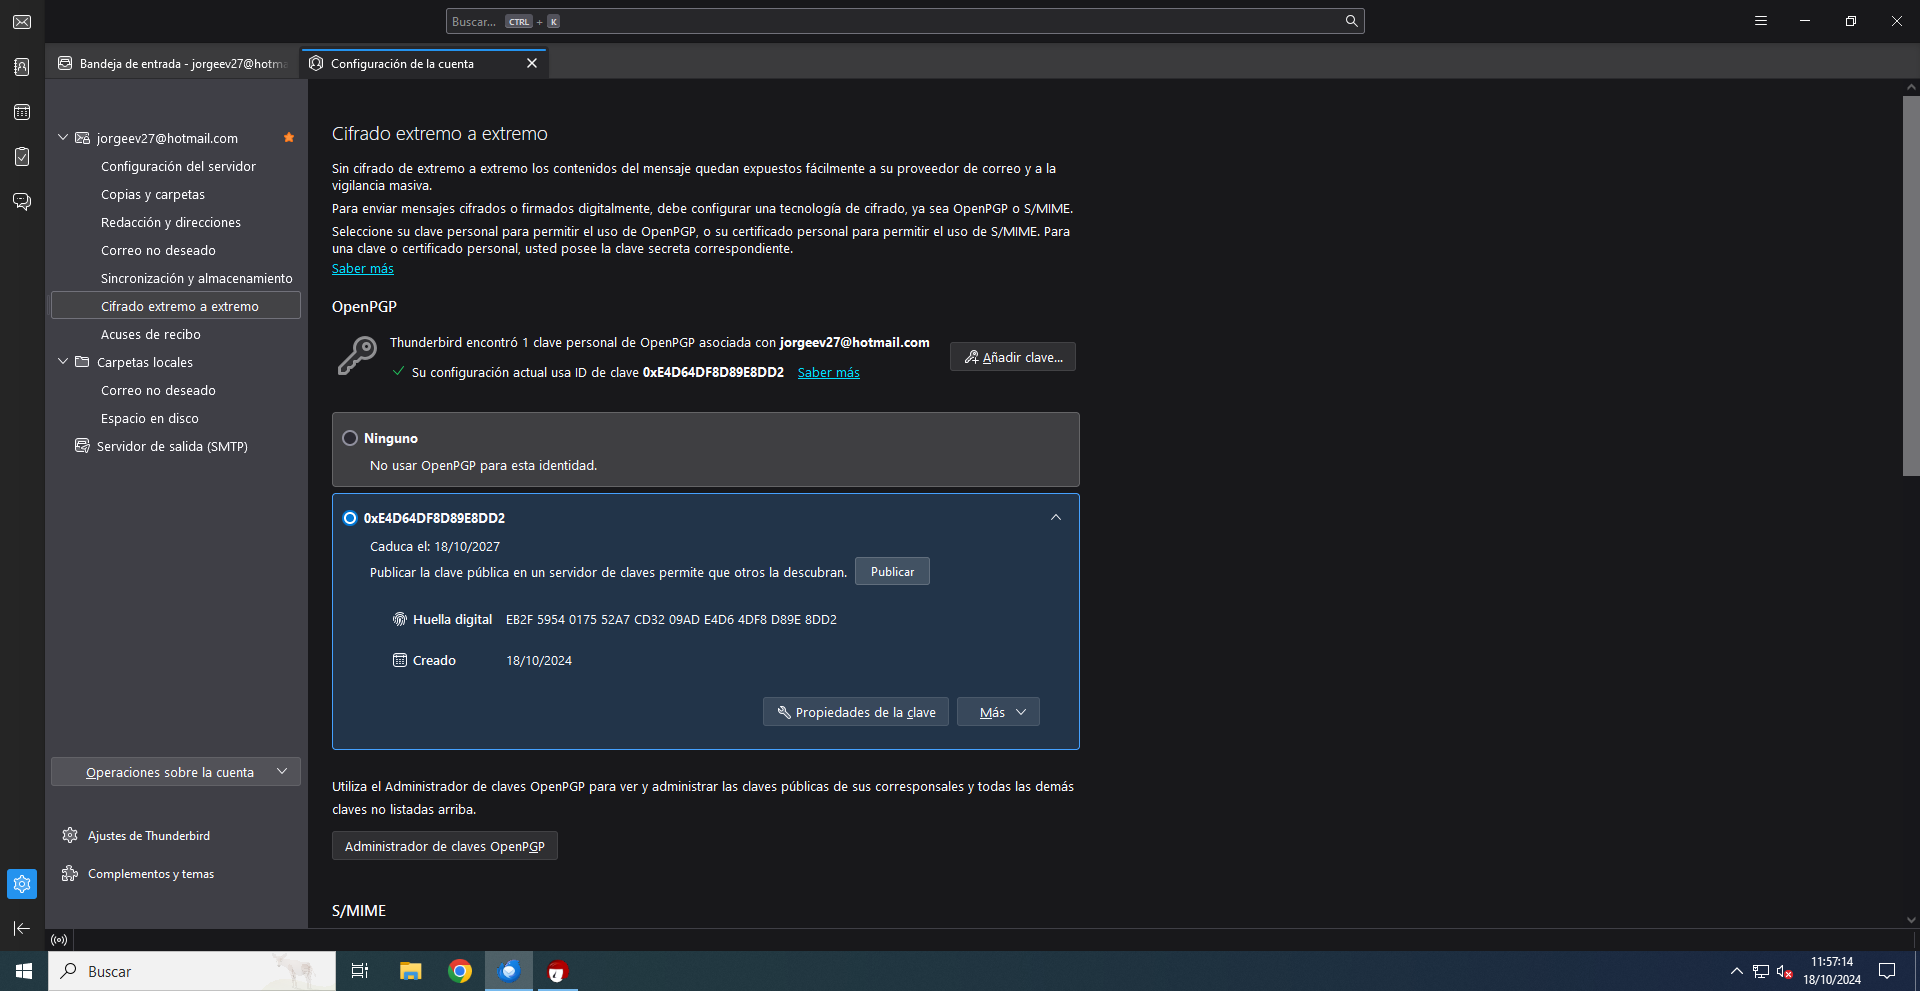 Buscar... CTRL + K
Bandeja de entrada - jorgeev27@hotma
Configuración de la cuenta
jorgeev27@hotmail.com
Configuración del servidor
Copias y carpetas
Redacción y direcciones
Correo no deseado
Sincronización y almacenamiento
Cifrado extremo a extremo
Acuses de recibo
Carpetas locales
Correo no deseado
Espacio en disco
Servidor de salida (SMTP)
Operaciones sobre la cuenta
Ajustes de Thunderbird
Complementos y temas
Cifrado extremo a extremo
Sin cifrado de extremo a extremo los contenidos del mensaje quedan expuestos fácilmente a su proveedor de correo y a la
vigilancia masiva.
Para enviar mensajes cifrados o firmados digitalmente, debe configurar una tecnología de cifrado, ya sea OpenPGP o S/MIME.
Seleccione su clave personal para permitir el uso de OpenPGP, o su certificado personal para permitir el uso de S/MIME. Para
una clave o certificado personal, usted posee la clave secreta correspondiente.
Saber más
OpenPGP
Thunderbird encontró 1 clave personal de OpenPGP asociada con jorgeev27@hotmail.com
Su configuración actual usa ID de clave 0xE4D64DF8D89E8DD2 Saber más
Añadir clave...
Ninguno
No usar OpenPGP para esta identidad.
0xE4D64DF8D89E8DD2
Caduca el: 18/10/2027
Publicar la clave pública en un servidor de claves permite que otros la descubran. Publicar
Huella digital EB2F 5954 0175 52A7 CD32 09AD E4D6 4DF8 D89E 8DD2
Creado 18/10/2024
Propiedades de la clave Más
Utiliza el Administrador de claves OpenPGP para ver y administrar las claves públicas de sus corresponsales y todas las demás
claves no listadas arriba.
Administrador de claves OpenPGP
S/MIME
Buscar
11:57:14
18/10/2024